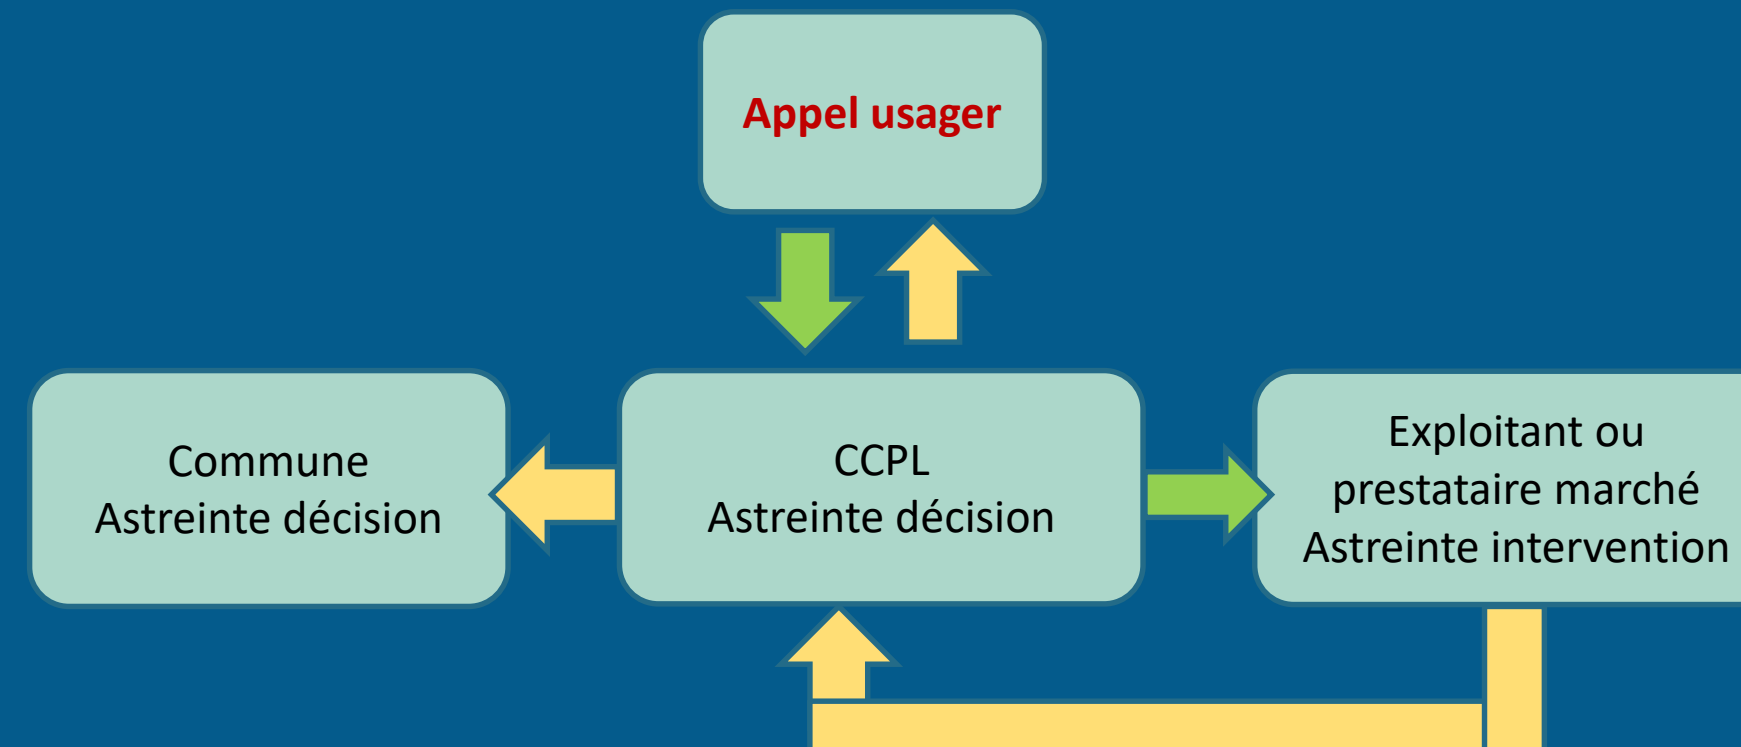 Appel usager
Commune
Astreinte décision
CCPL
Astreinte décision
Exploitant ou
prestataire marché
Astreinte intervention